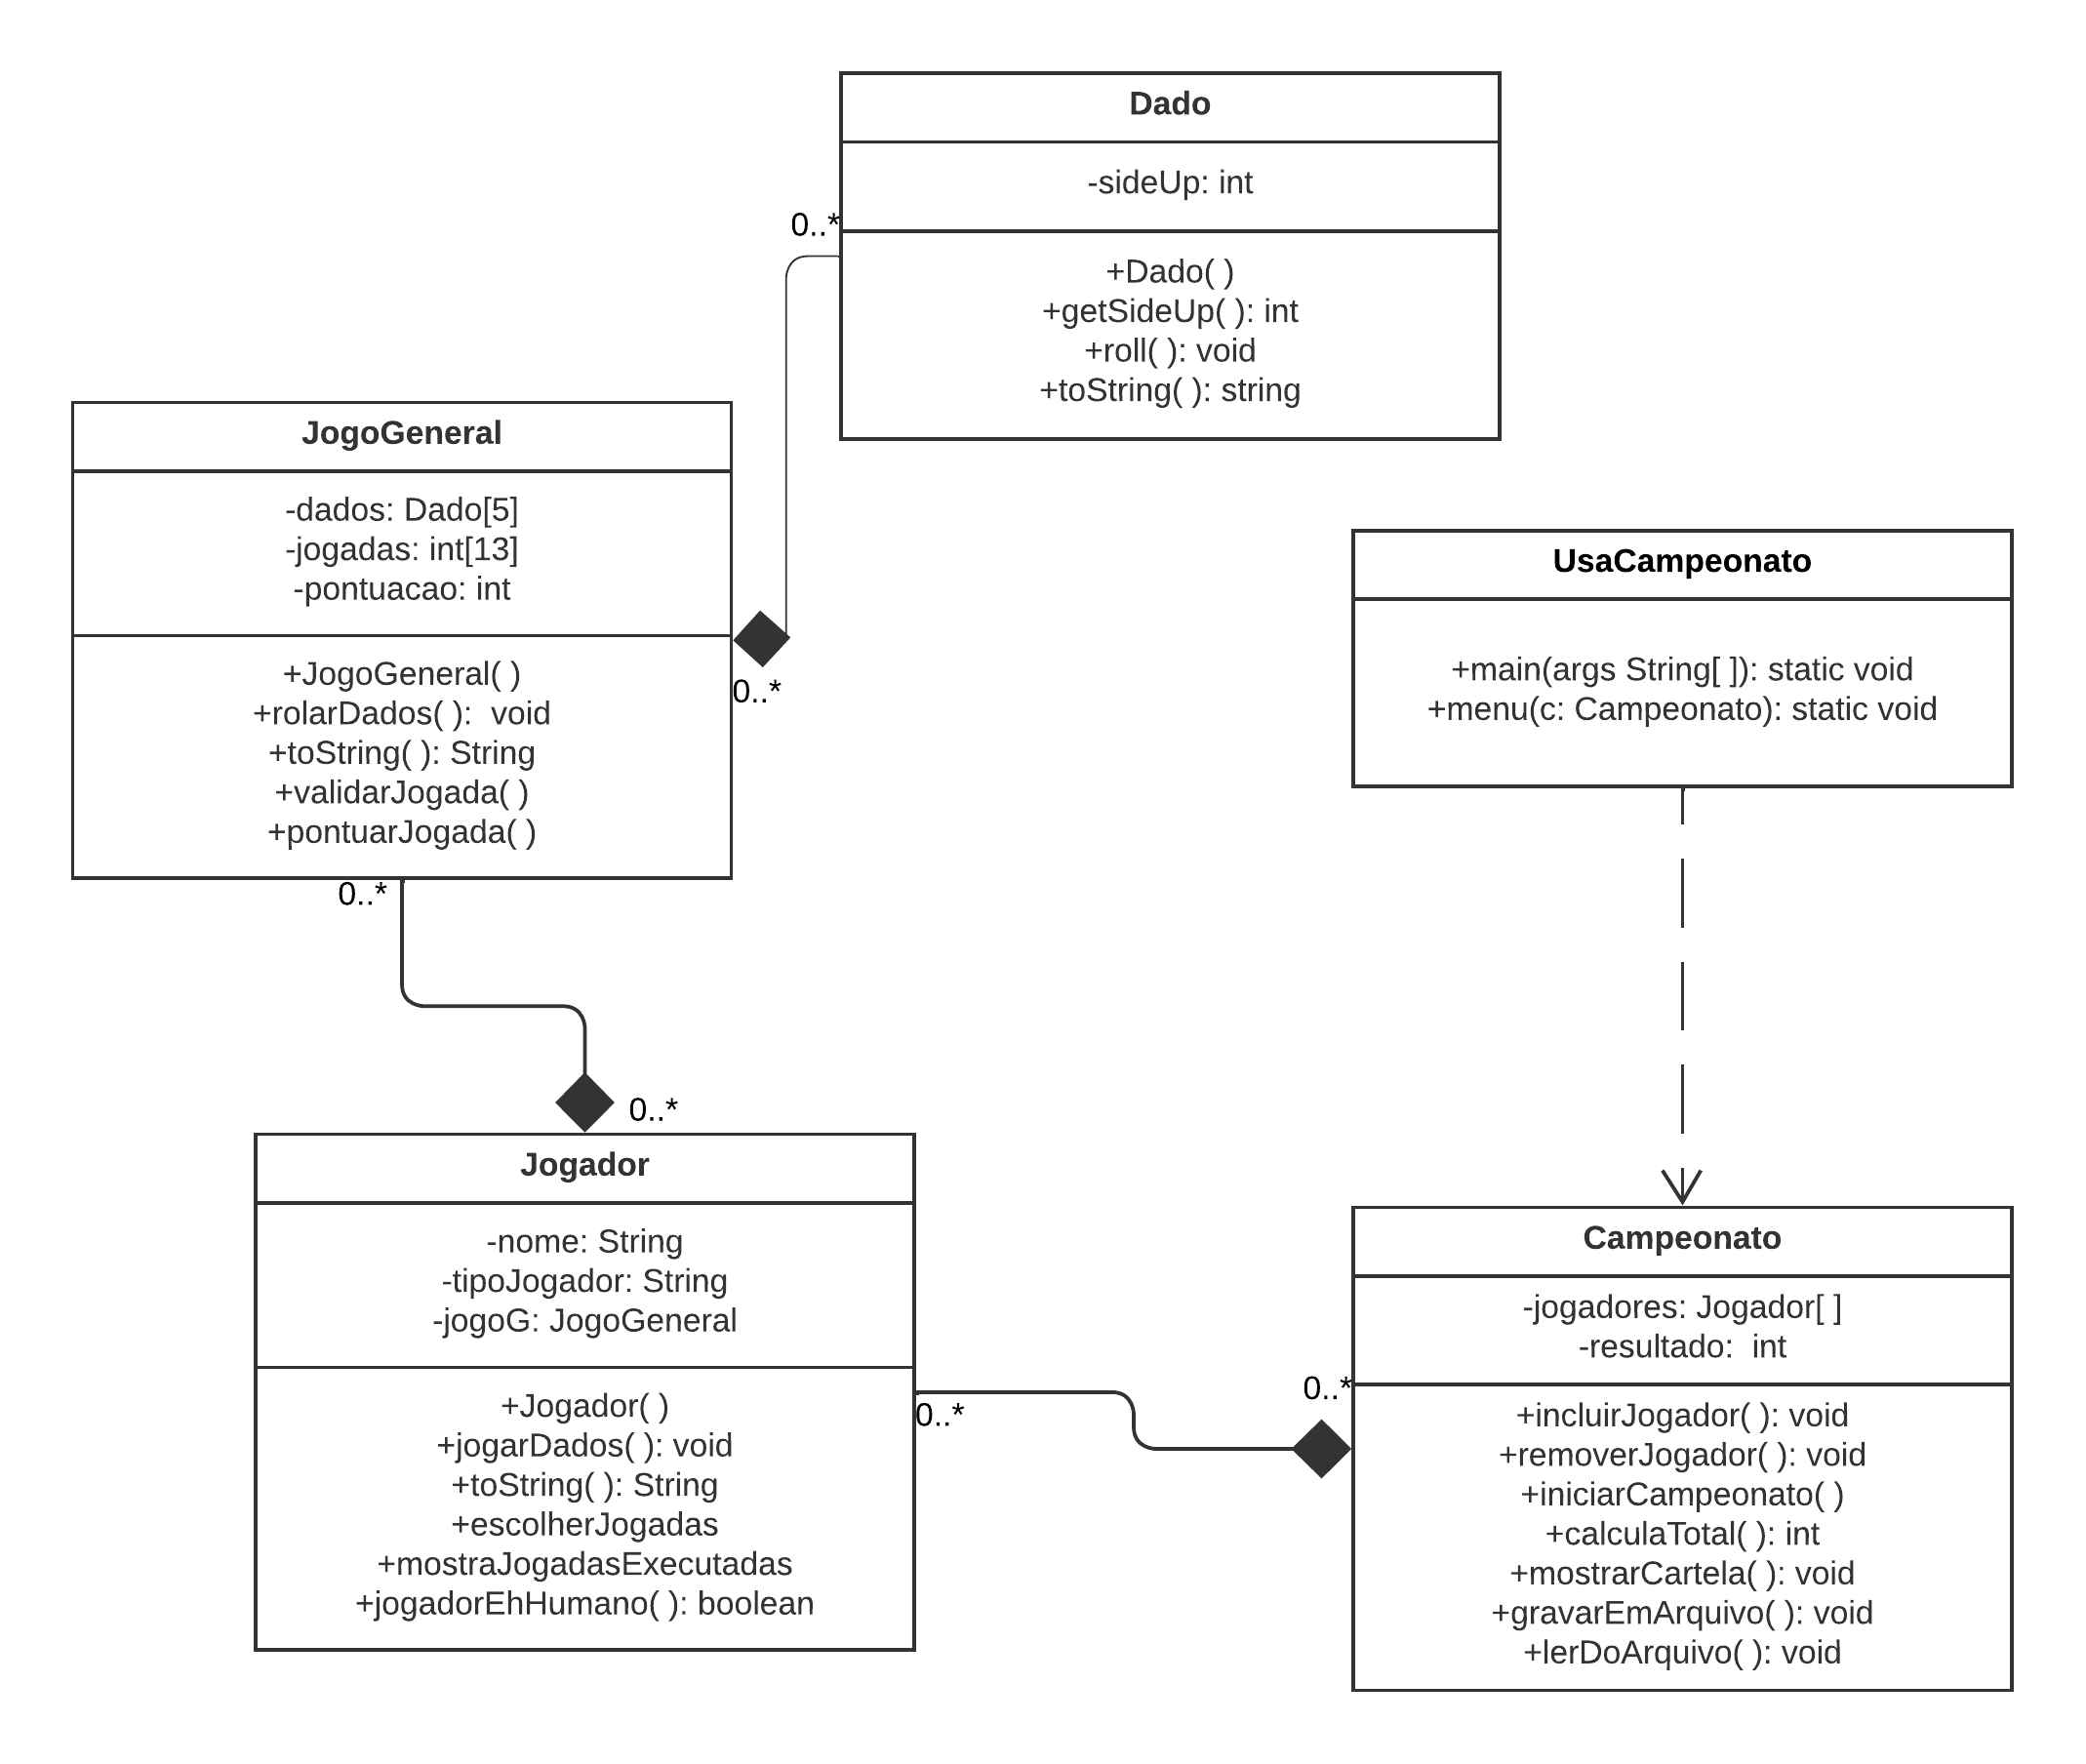 Dado
-sideUp: int
0..*
+Dado( )
+getSideUp( ): int
+roll( ): void
+toString( ): string
JogoGeneral
-dados: Dado[5]
-jogadas: int[13]
-pontuacao: int
0..*
+JogoGeneral( )
+rolarDados( ):  void
+toString( ): String
+validarJogada( )
+pontuarJogada( )
0..*
UsaCampeonato
+main(args String[ ]): static void
+menu(c: Campeonato): static void
0..*
Jogador
-nome: String
-tipoJogador: String
-jogoG: JogoGeneral
+Jogador( )
+jogarDados( ): void
+toString( ): String
+escolherJogadas
+mostraJogadasExecutadas
+jogadorEhHumano( ): boolean
0..*
0..*
Campeonato
-jogadores: Jogador[ ]
-resultado:  int
+incluirJogador( ): void
+removerJogador( ): void
+iniciarCampeonato( )
+calculaTotal( ): int
+mostrarCartela( ): void
+gravarEmArquivo( ): void
+lerDoArquivo( ): void